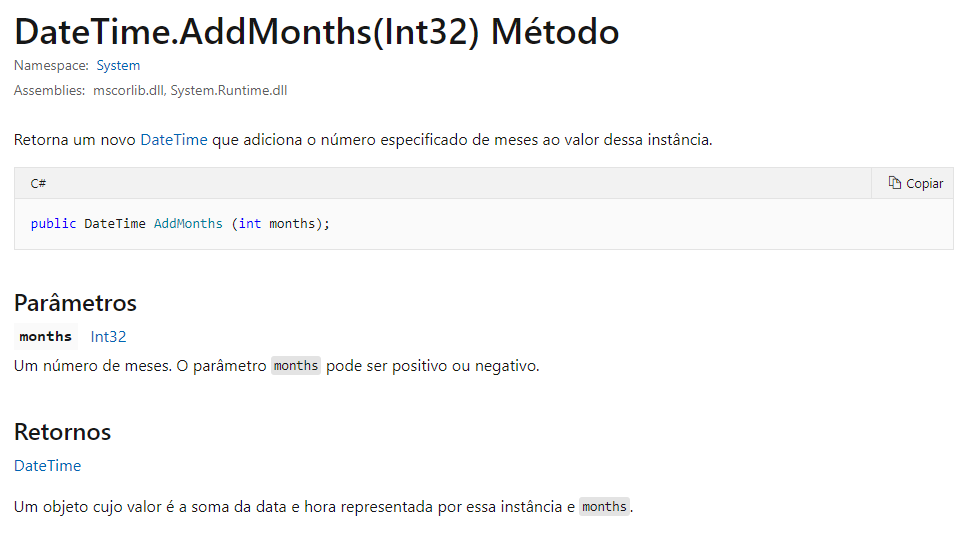 DateTime.AddMonths(Int32) Método
Namespace: System
Assemblies: mscorlib.dll, System.Runtime.dll
Retorna um novo DateTime que adiciona o número especificado de meses ao valor dessa instância.
C# Copiar
public DateTime AddMonths (int months);
Parâmetros
months Int32
Um número de meses. O parâmetro months pode ser positivo ou negativo.
Retornos
DateTime
Um objeto cujo valor é a soma da data e hora representada por essa instância e months.